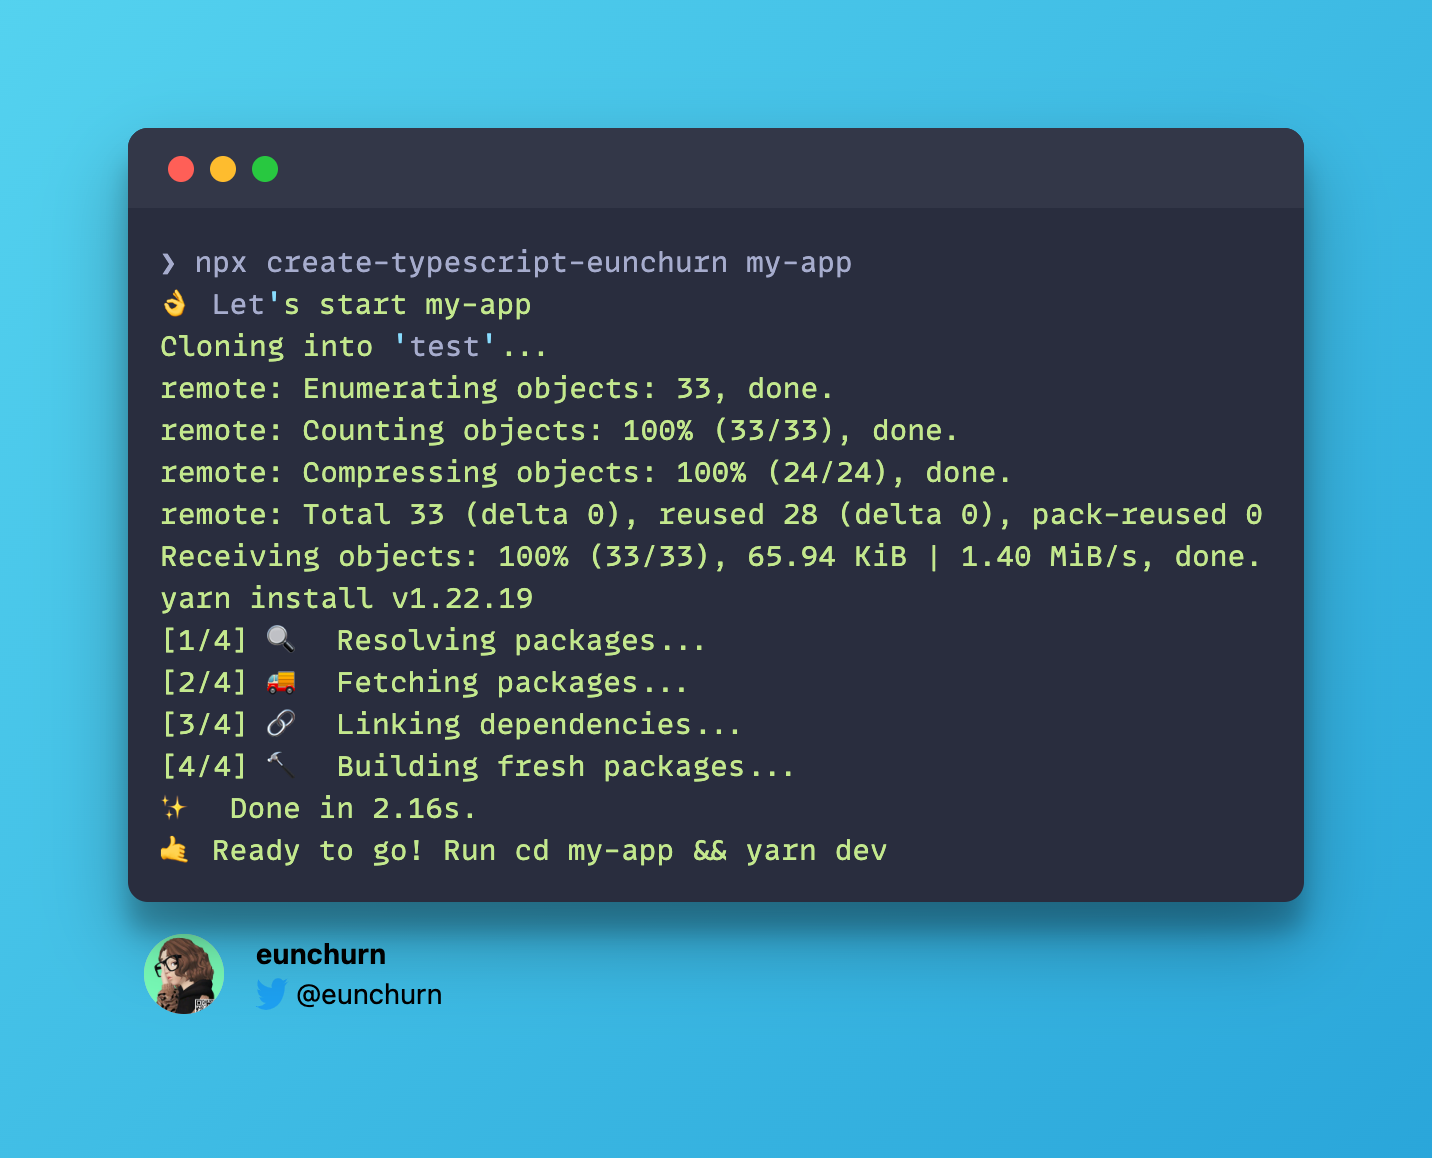 ❯ npx create-typescript-eunchurn my-app
👌 Let's start my-app
Cloning into 'test'...
remote: Enumerating objects: 33, done.
remote: Counting objects: 100% (33/33), done.
remote: Compressing objects: 100% (24/24), done.
remote: Total 33 (delta 0), reused 28 (delta 0), pack-reused 0
Receiving objects: 100% (33/33), 65.94 KiB | 1.40 MiB/s, done.
yarn install v1.22.19
[1/4] 🔍  Resolving packages...
[2/4] 🚚  Fetching packages...
[3/4] 🔗  Linking dependencies...
[4/4] 🔨  Building fresh packages...
✨  Done in 2.16s.
🤙 Ready to go! Run cd my-app && yarn dev
eunchurn
@eunchurn